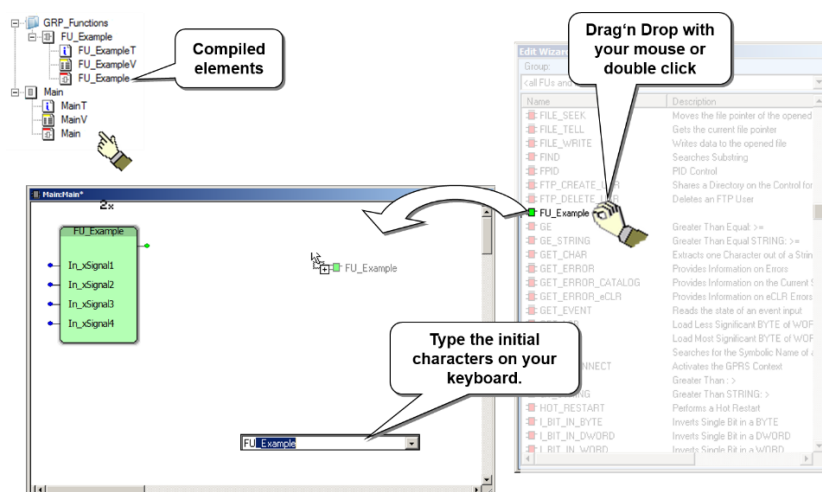 GRP_Functions
FU_Example
FU_ExampleT
FU_ExampleV
FU_Example
Main
MainT
MainV
Main
Compiled
elements
Drag‘n Drop with
your mouse or
double click
Edit Wizard
Group:
<all FUs and
Name Description
FILE_SEEK Moves the file pointer of the opened
FILE_TELL Gets the current file pointer
FILE_WRITE Writes data to the opened file
FIND Searches Substring
FPID PID Control
FTP_CREATE_ Shares a Directory on the Control for
FTP_DELETE_ Deletes an FTP User
FU_Example
GE Greater Than Equal: >=
GE_STRING Greater Than Equal STRING: >=
GET_CHAR Extracts one Character out of a Strin
GET_ERROR Provides Information on Errors
GET_ERROR_CATALOG Provides Information on the Current S
GET_ERROR_eCLR Provides Information on eCLR Errors
GET_EVENT Reads the state of an event input
Load Less Significant BYTE of WOF
Load Most Significant BYTE of WOF
Searches for the Symbolic Name of
NNECT Activates the GPRS Context
Greater Than : >
Greater Than STRING: >
HOT_RESTART Performs a Hot Restart
I_BIT_IN_BYTE Inverts Single Bit in a BYTE
I_BIT_IN_DWORD Inverts Single Bit in a DWORD
I_BIT_IN_WORD Inverts Single Bit in a WORD
Main:Main*
2x
FU_Example
In_xSignal1
In_xSignal2
In_xSignal3
In_xSignal4
FU_Example
Type the initial
characters on your
keyboard.
FU_Example